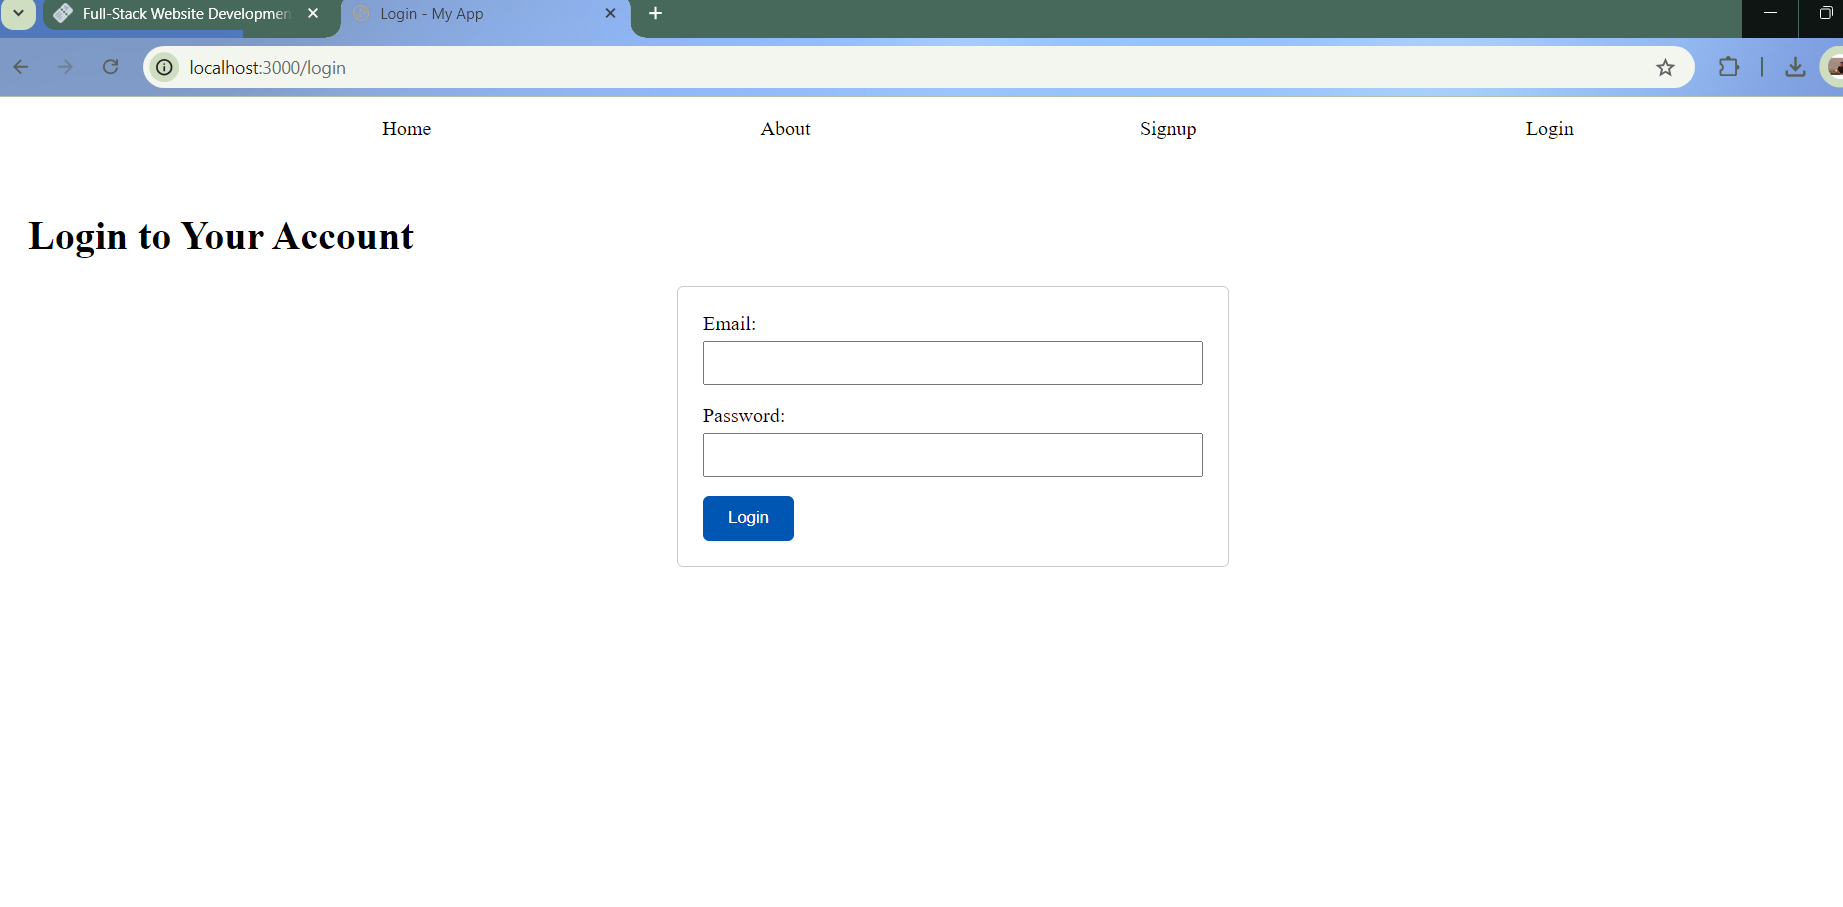 Full-Stack Website Developmen
Login - My App
localhost:3000/login
Home About Signup Login
Login to Your Account
Email:
Password:
Login